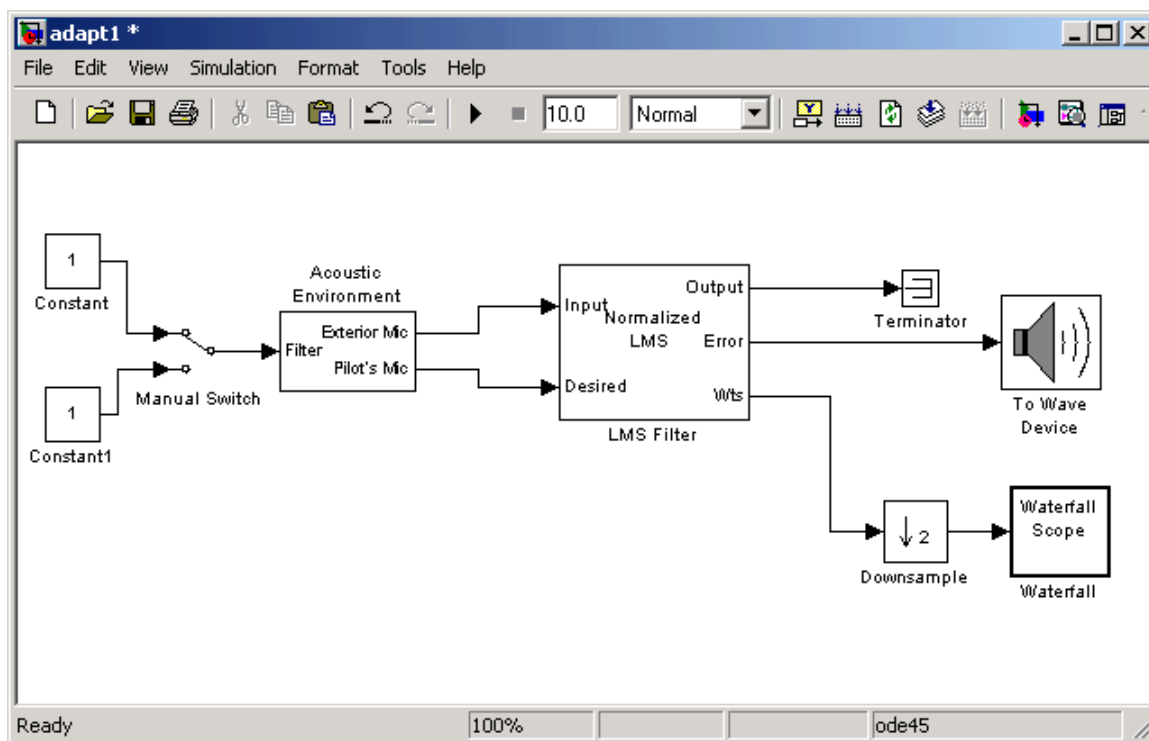 adapt1 *
File Edit View Simulation Format Tools Help
10.0 Normal
1
Constant
1
Constant1
Manual Switch
Acoustic
Environment
Filter
Exterior Mic
Pilot's Mic
Input
Desired
Normalized
LMS
Output
Error
Wts
LMS Filter
Terminator
To Wave
Device
2
Downsample
Waterfall
Scope
Waterfall
Ready 100% ode45